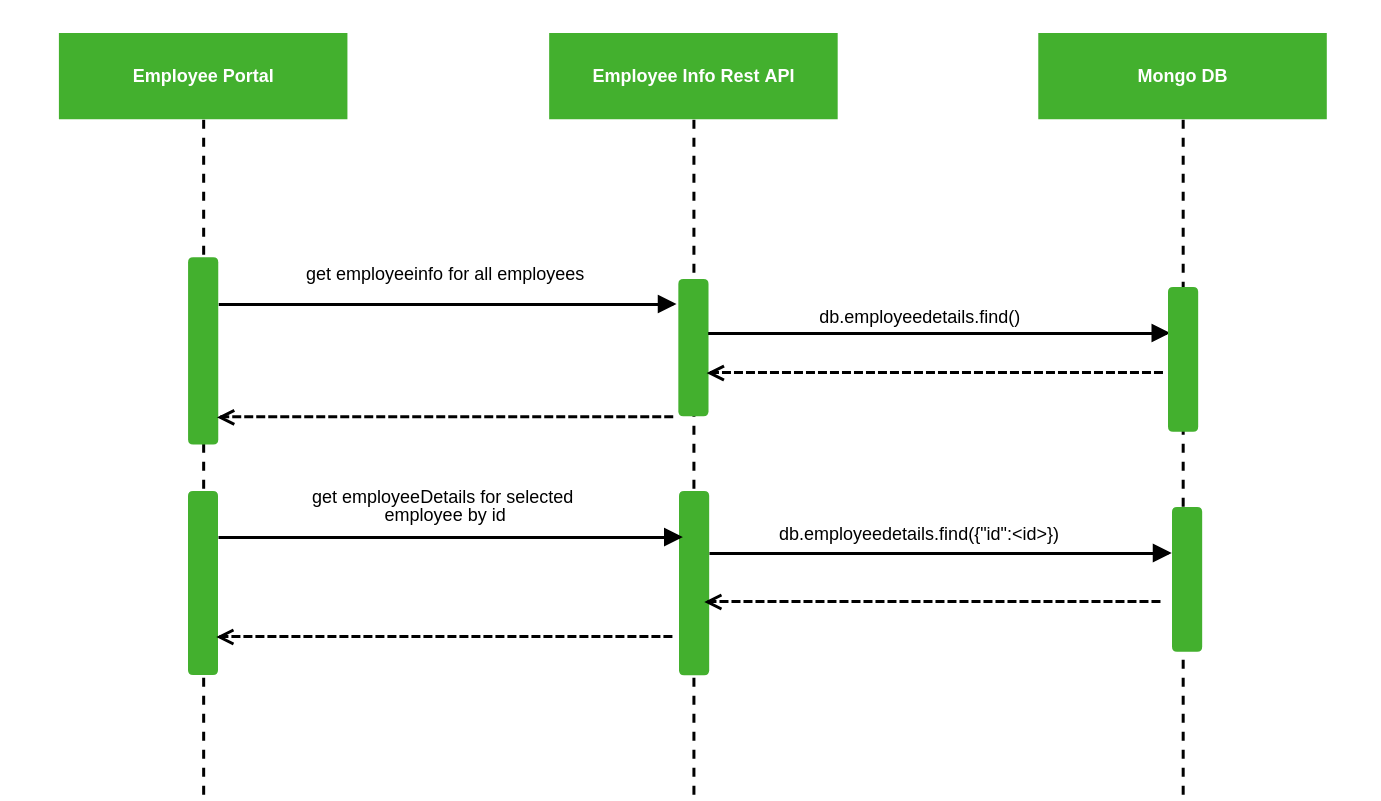 Employee Portal
Employee Info Rest API
Mongo DB
get employeeinfo for all employees
db.employeedetails.find()
get employeeDetails for selected
employee by id
db.employeedetails.find({"id":<id>})